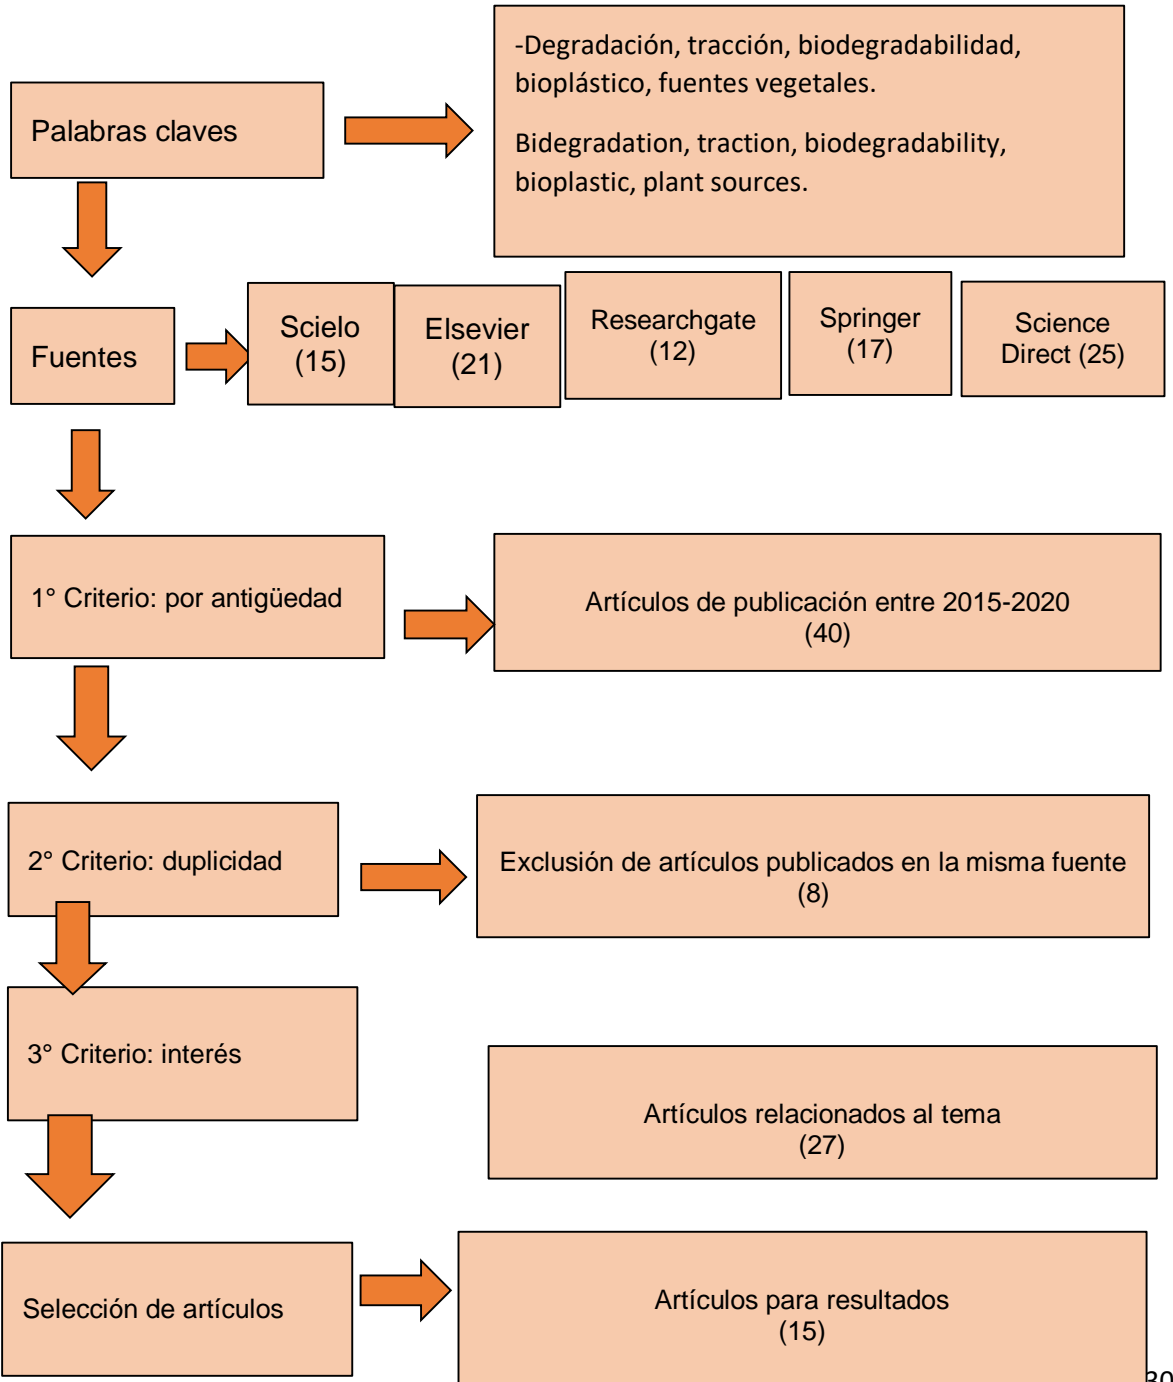 Palabras claves
-Degradación, tracción, biodegradabilidad,
bioplástico, fuentes vegetales.
Bidegradation, traction, biodegradability,
bioplastic, plant sources.
Fuentes
Scielo
(15)
Elsevier
(21)
Researchgate
(12)
Springer
(17)
Science
Direct (25)
1° Criterio: por antigüedad
Artículos de publicación entre 2015-2020
(40)
2° Criterio: duplicidad
Exclusión de artículos publicados en la misma fuente
(8)
3° Criterio: interés
Artículos relacionados al tema
(27)
Selección de artículos
Artículos para resultados
(15)
30